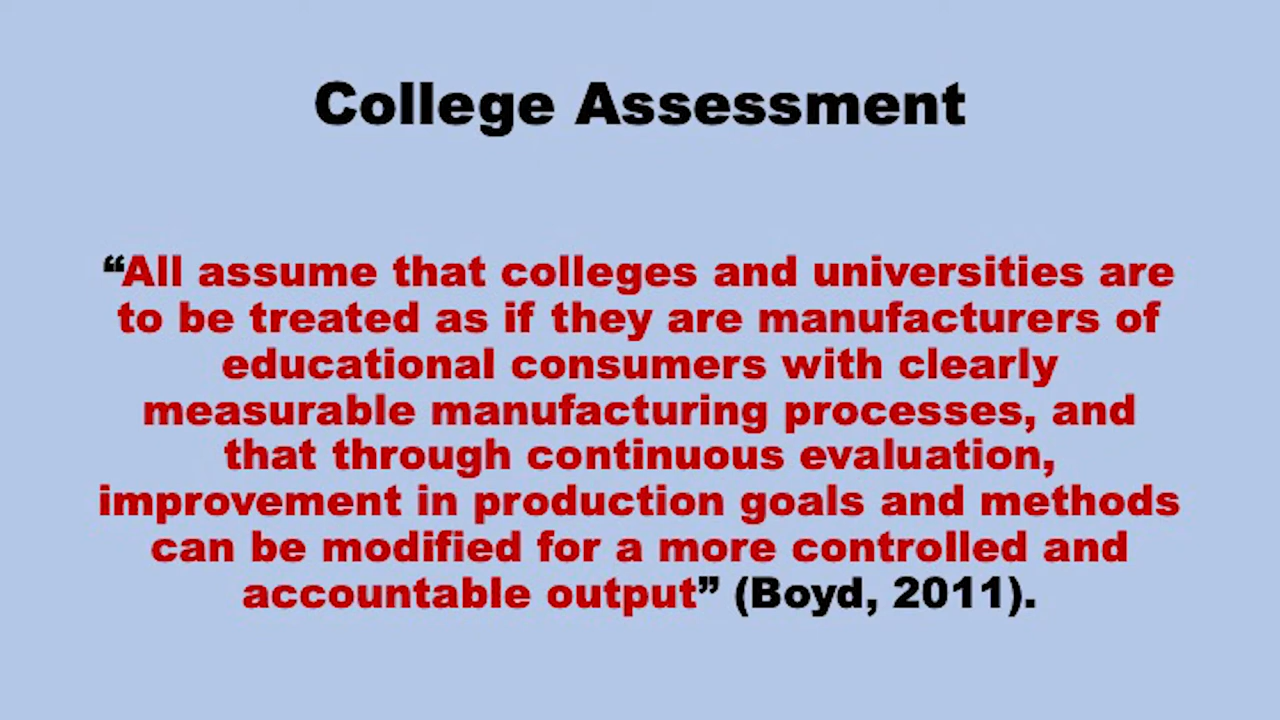 College Assessment
“All assume that colleges and universities are
to be treated as if they are manufacturers of
educational consumers with clearly
measurable manufacturing processes, and
that through continuous evaluation,
improvement in production goals and methods
can be modified for a more controlled and
accountable output” (Boyd, 2011).